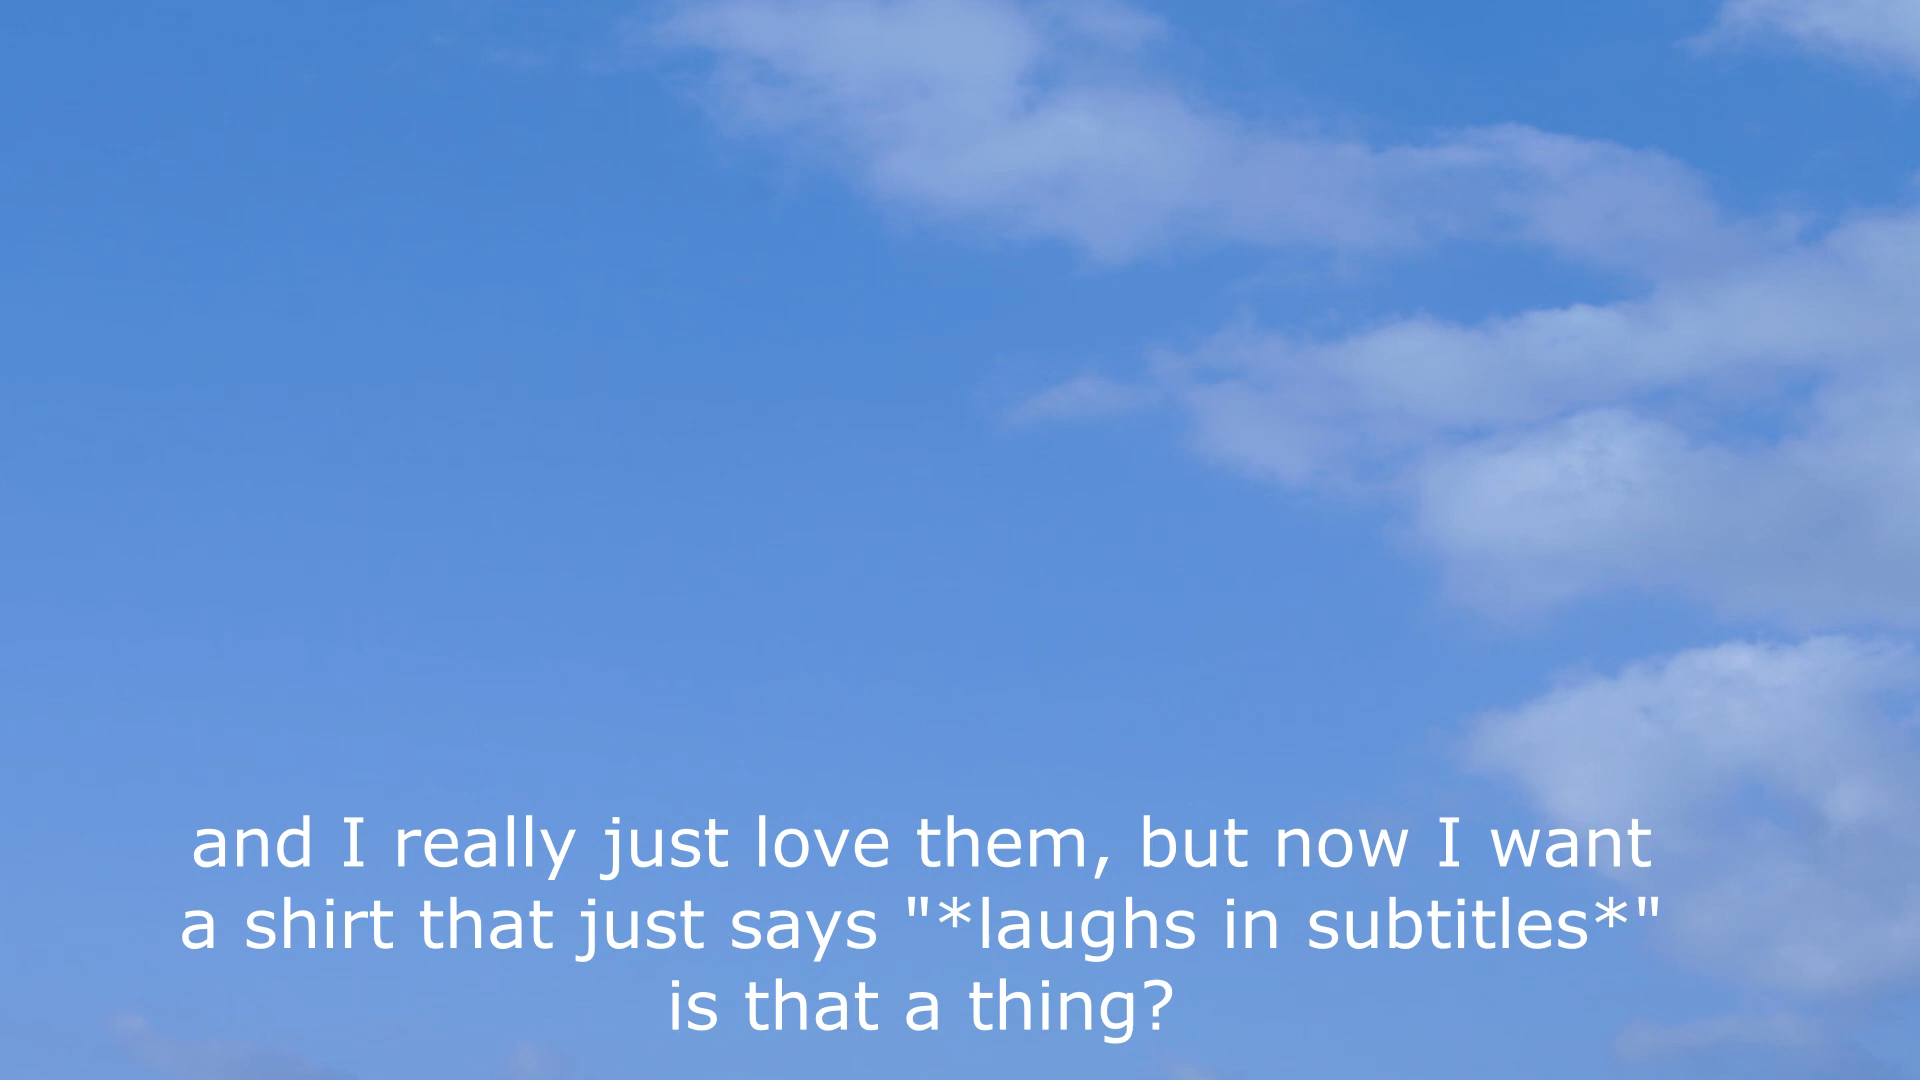 and I really just love them, but now I want
a shirt that just says "*laughs in subtitles*"
is that a thing?